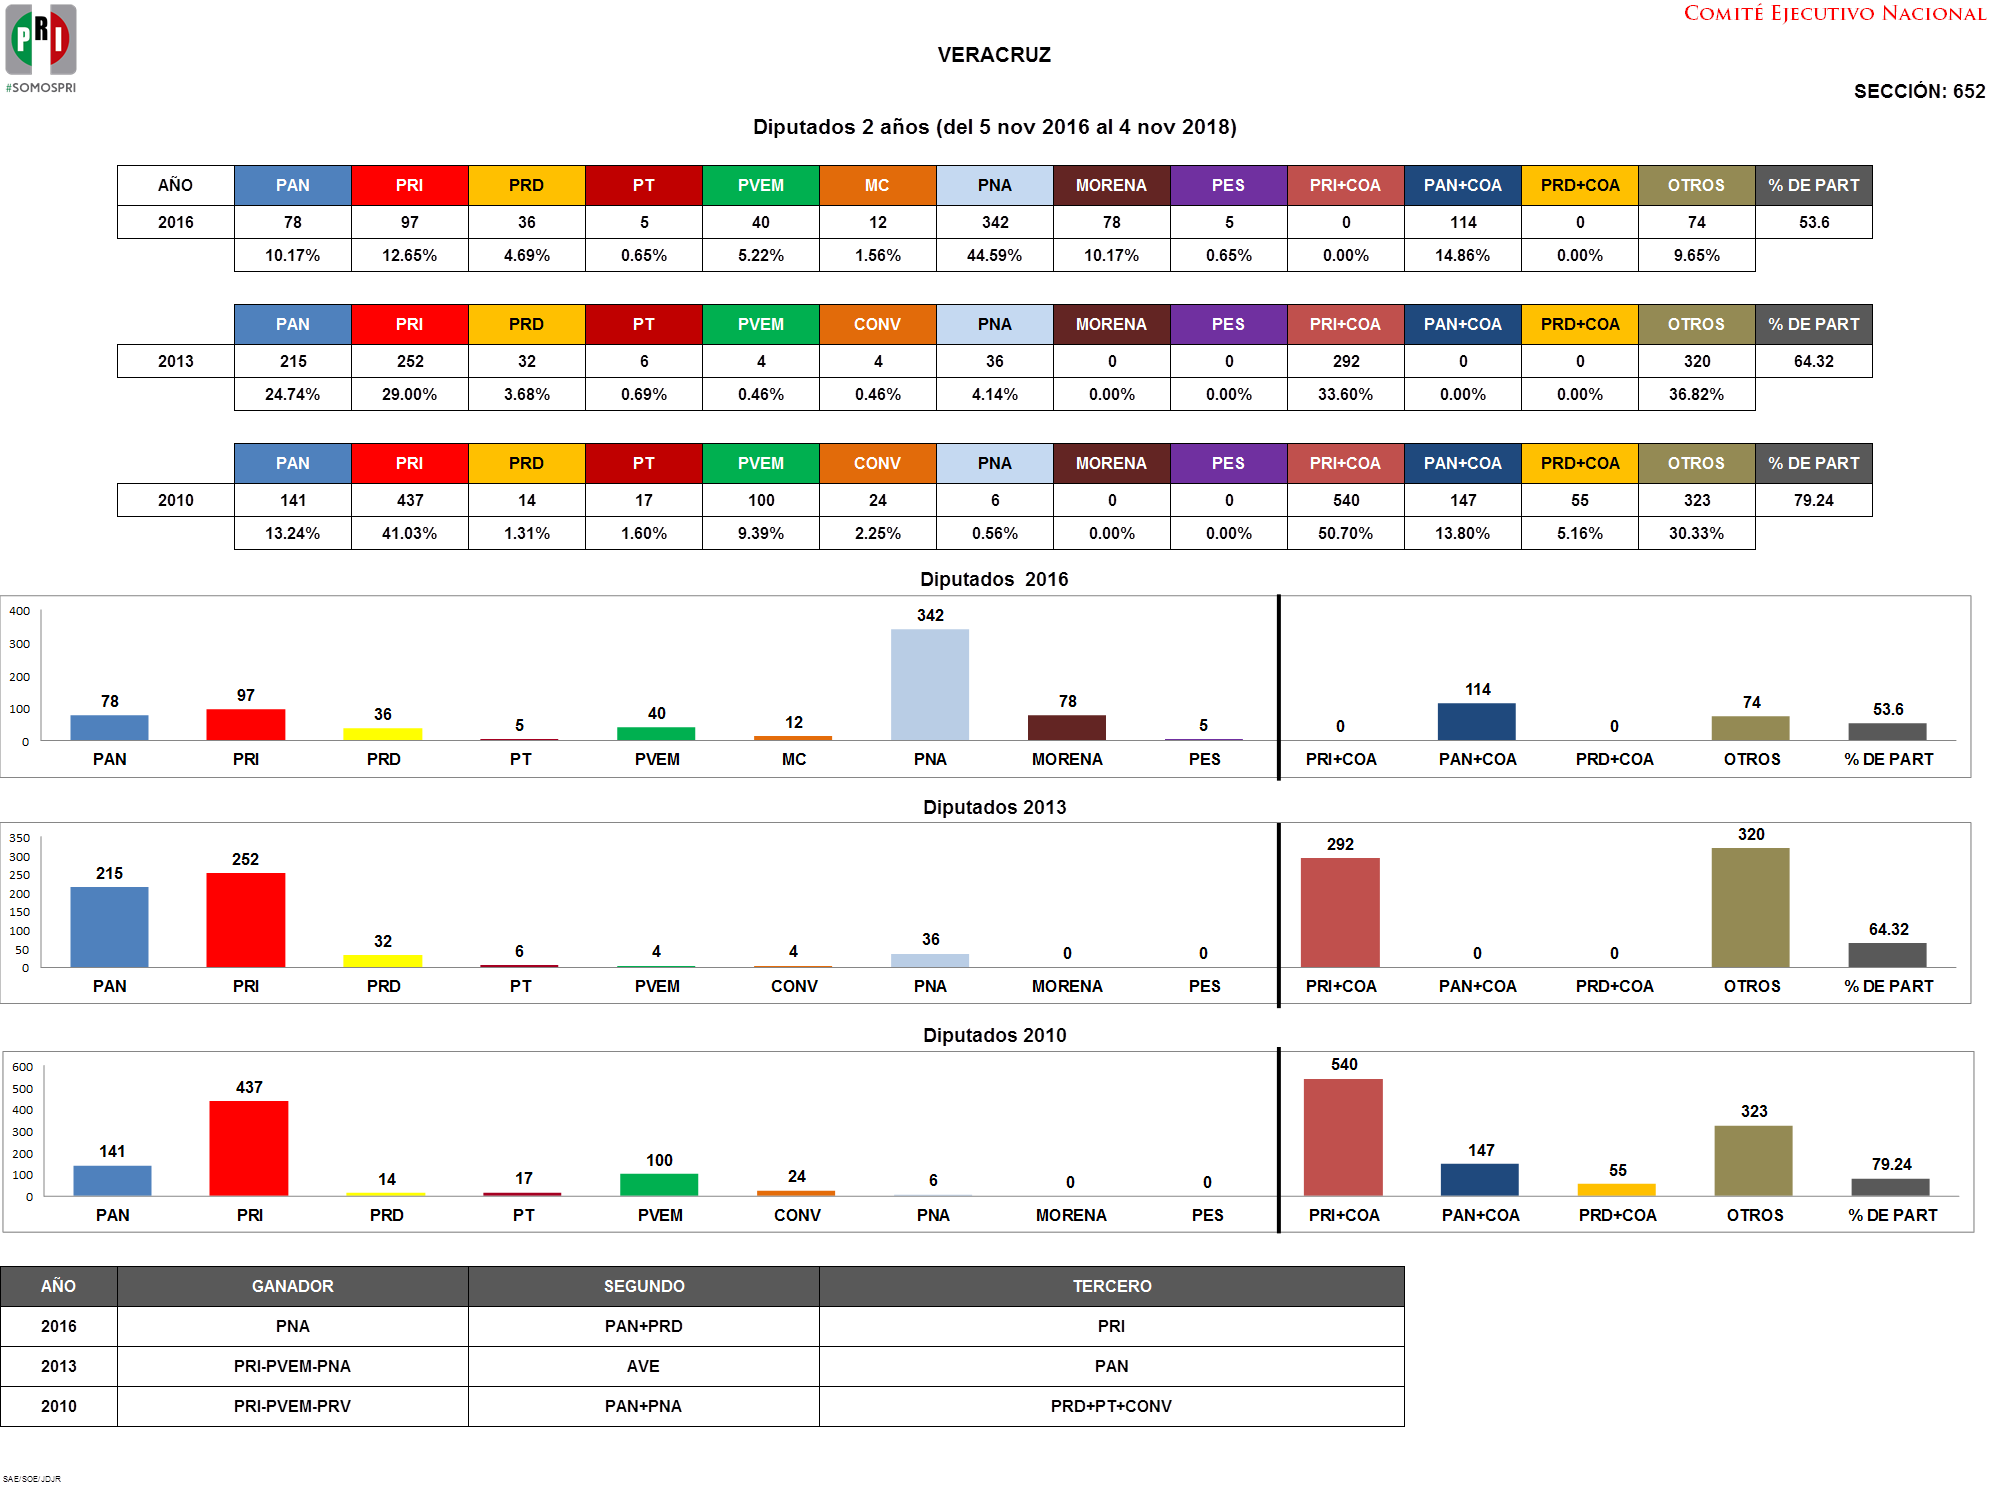 PRI
#SOMOSPRI
COMITÉ EJECUTIVO NACIONAL
VERACRUZ
SECCIÓN: 652
Diputados 2 años (del 5 nov 2016 al 4 nov 2018)
AÑO PAN PRI PRD PT PVEM MC PNA MORENA PES PRI+COA PAN+COA PRD+COA OTROS % DE PART
2016 78 97 36 5 40 12 342 78 5 0 114 0 74 53.6
10.17% 12.65% 4.69% 0.65% 5.22% 1.56% 44.59% 10.17% 0.65% 0.00% 14.86% 0.00% 9.65%
PAN PRI PRD PT PVEM CONV PNA MORENA PES PRI+COA PAN+COA PRD+COA OTROS % DE PART
2013 215 252 32 6 4 4 36 0 0 292 0 0 320 64.32
24.74% 29.00% 3.68% 0.69% 0.46% 0.46% 4.14% 0.00% 0.00% 33.60% 0.00% 0.00% 36.82%
PAN PRI PRD PT PVEM CONV PNA MORENA PES PRI+COA PAN+COA PRD+COA OTROS % DE PART
2010 141 437 14 17 100 24 6 0 0 540 147 55 323 79.24
13.24% 41.03% 1.31% 1.60% 9.39% 2.25% 0.56% 0.00% 0.00% 50.70% 13.80% 5.16% 30.33%
Diputados 2016
400
300
200
100
0
78 97 36 5 40 12 342 78 5 0 114 0 74 53.6
PAN PRI PRD PT PVEM MC PNA MORENA PES PRI+COA PAN+COA PRD+COA OTROS % DE PART
Diputados 2013
350
300
250
200
150
100
50
0
215 252 32 6 4 4 36 0 0 292 0 0 320 64.32
PAN PRI PRD PT PVEM CONV PNA MORENA PES PRI+COA PAN+COA PRD+COA OTROS % DE PART
Diputados 2010
600
500
400
300
200
100
0
141 437 14 17 100 24 6 0 0 540 147 55 323 79.24
PAN PRI PRD PT PVEM CONV PNA MORENA PES PRI+COA PAN+COA PRD+COA OTROS % DE PART
AÑO GANADOR SEGUNDO TERCERO
2016 PNA PAN+PRD PRI
2013 PRI-PVEM-PNA AVE PAN
2010 PRI-PVEM-PRV PAN+PNA PRD+PT+CONV
SAE/SOE/JDJR